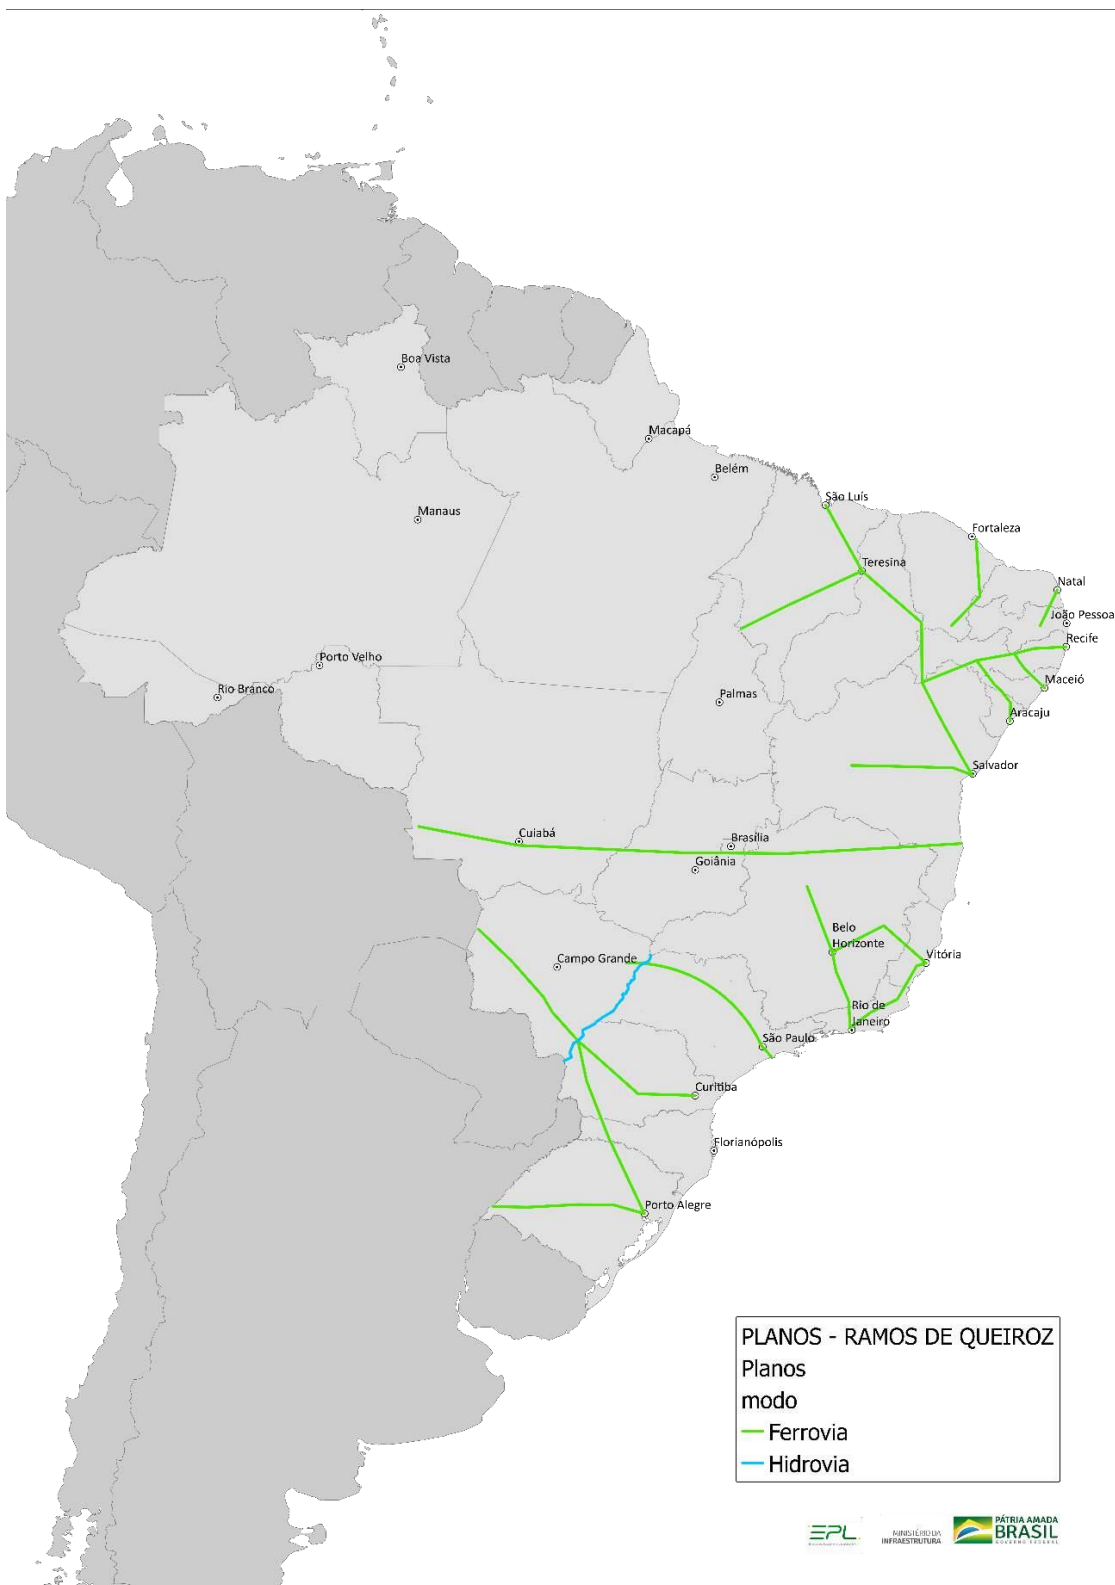 Boa Vista
Macapá
Belém
São Luís
Manaus
Fortaleza
Teresina
Natal
João Pessoa
Recife
Porto Velho
Maceió
Rio Branco
Palmas
Aracaju
Salvador
Cuiabá
Brasília
Goiânia
Belo
Horizonte
Vitória
Campo Grande
Rio de
Janeiro
São Paulo
Curitiba
Florianópolis
Porto Alegre
PLANOS - RAMOS DE QUEIROZ
Planos
modo
Ferrovia
Hidrovia
EPL
MINISTÉRIO DA
INFRAESTRUTURA
PÁTRIA AMADA
BRASIL
GOVERNO FEDERAL